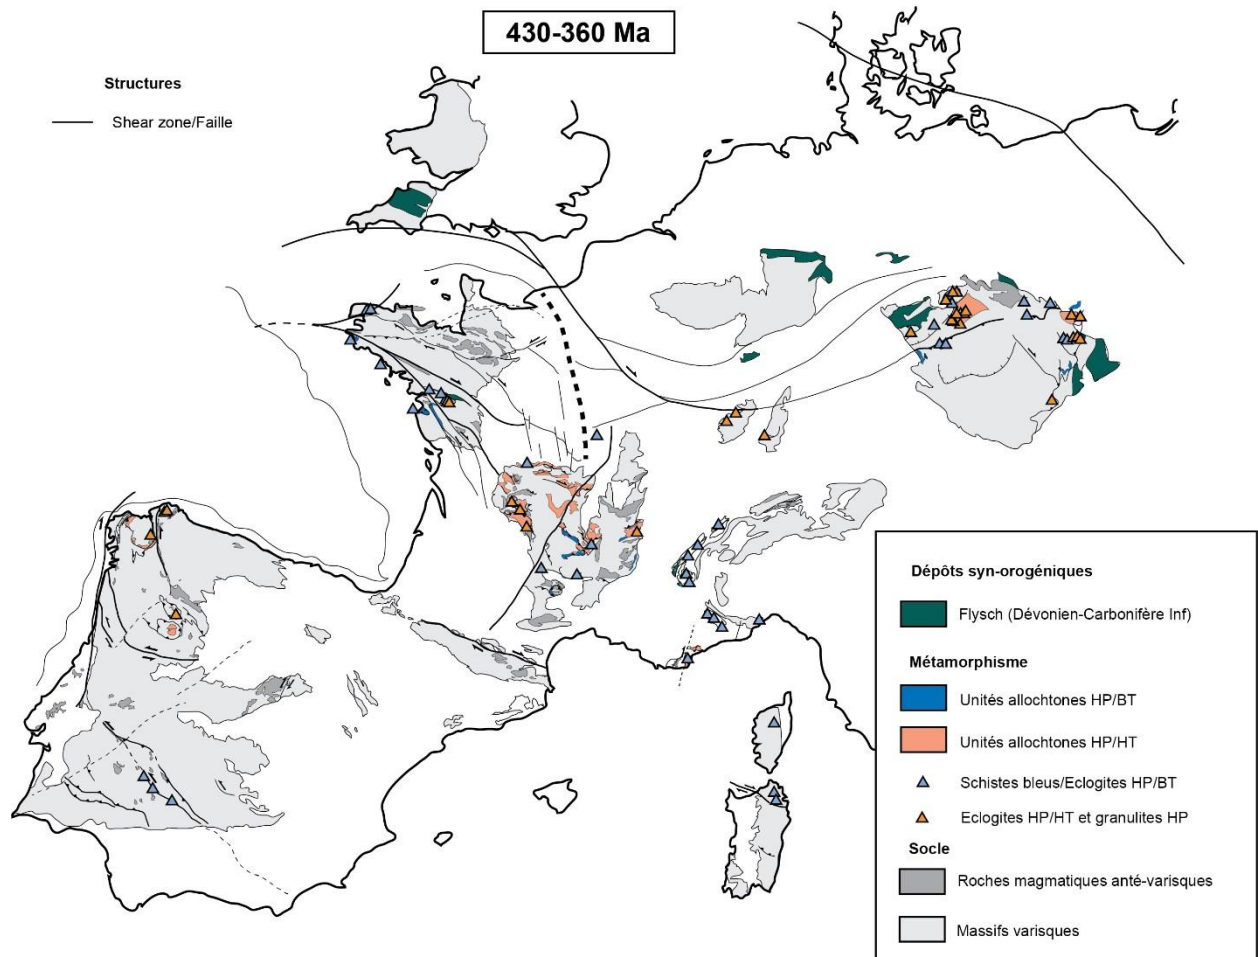 430-360 Ma
Structures
Shear zone/Faille
Dépôts syn-orogéniques
Flysch (Dévonien-Carbonifère Inf)
Métamorphisme
Unités allochtones HP/BT
Unités allochtones HP/HT
Schistes bleus/Eclogites HP/BT
Eclogites HP/HT et granulites HP
Socle
Roches magmatiques anté-varisques
Massifs varisques